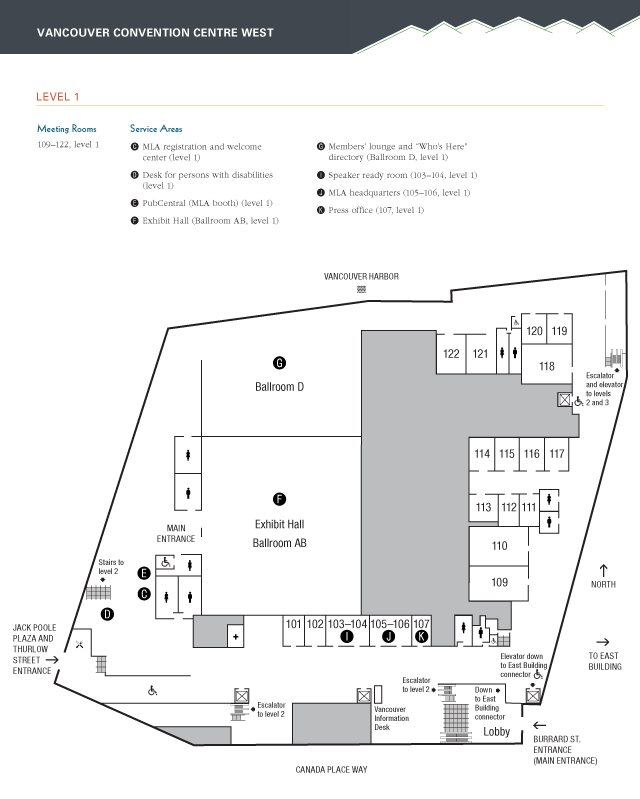 VANCOUVER CONVENTION CENTRE WEST
LEVEL 1
Meeting Rooms
109–122, level 1
Service Areas
C MLA registration and welcome
center (level 1)
D Desk for persons with disabilities
(level 1)
E PubCentral (MLA booth) (level 1)
F Exhibit Hall (Ballroom AB, level 1)
G Members' lounge and "Who's Here"
directory (Ballroom D, level 1)
I Speaker ready room (103–104, level 1)
J MLA headquarters (105–106, level 1)
K Press office (107, level 1)
VANCOUVER HARBOR
120 119
122 121
118
G
Ballroom D
Escalator
and elevator
to levels
2 and 3
114 115 116 117
F
Exhibit Hall
Ballroom AB
113 112 111
MAIN
ENTRANCE
110
109
Stairs to
level 2
E
C
D
NORTH
JACK POOLE
PLAZA AND
THURLOW
STREET
ENTRANCE
101 102 103–104 105–106 107
I J K
TO EAST
BUILDING
Elevator down
to East Building
connector
Escalator
to level 2
Down
to East
Building
connector
Escalator
to level 2
Vancouver
Information
Desk
Lobby
BURRARD ST.
ENTRANCE
(MAIN ENTRANCE)
CANADA PLACE WAY